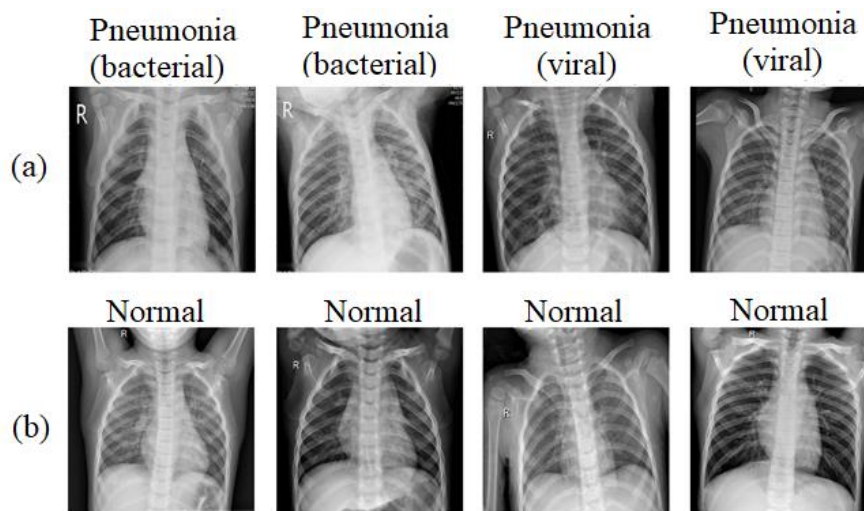 Pneumonia
(bacterial)
Pneumonia
(bacterial)
Pneumonia
(viral)
Pneumonia
(viral)
(a)
R
R
R
Normal
Normal
Normal
Normal
(b)
R
R
R
R